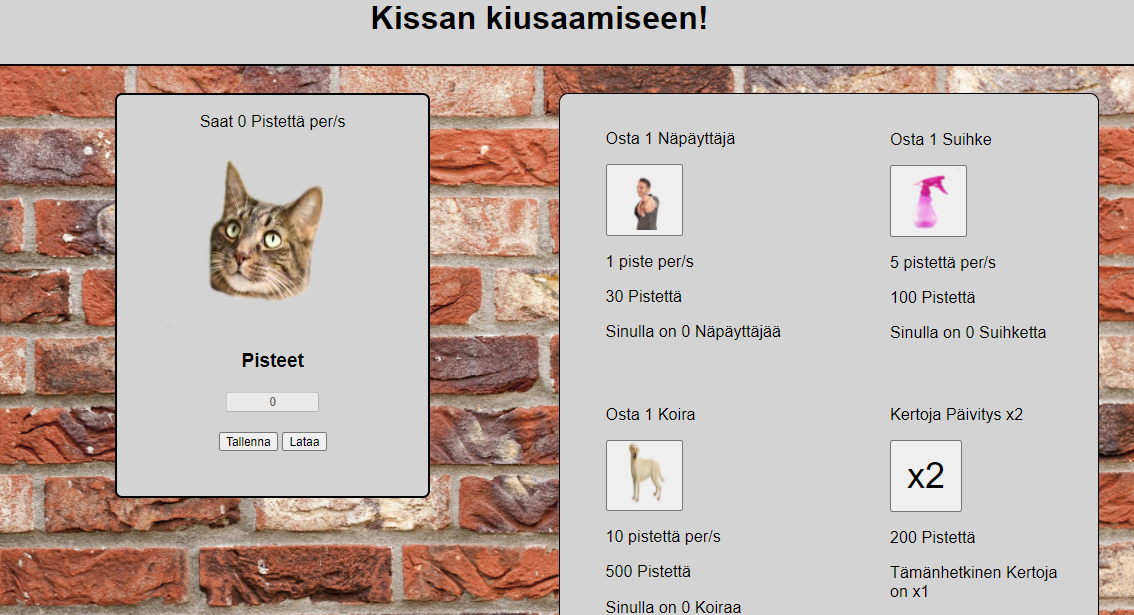 Kissan kiusaamiseen!
Saat 0 Pistettä per/s
Pisteet
0
Tallenna
Lataa
Osta 1 Näpäyttäjä
1 piste per/s
30 Pistettä
Sinulla on 0 Näpäyttäjää
Osta 1 Suihke
5 pistettä per/s
100 Pistettä
Sinulla on 0 Suihketta
Osta 1 Koira
10 pistettä per/s
500 Pistettä
Sinulla on 0 Koiraa
Kertoja Päivitys x2
x2
200 Pistettä
Tämänhetkinen Kertoja
on x1